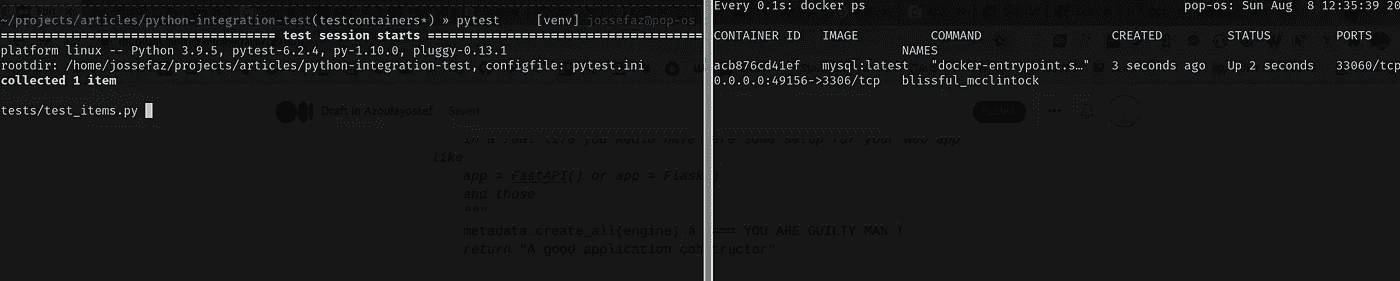 ~/projects/articles/python-integration-test(testcontainers*) » pytest [venv] jossefaz@pop-os
============================= test session starts =============================
platform linux -- Python 3.9.5, pytest-6.2.4, py-1.10.0, pluggy-0.13.1
rootdir: /home/jossefaz/projects/articles/python-integration-test, configfile: pytest.ini
collected 1 item
tests/test_items.py
Every 0.1s: docker ps pop-os: Sun Aug 8 12:35:39 20
CONTAINER ID IMAGE COMMAND CREATED STATUS PORTS
NAMES
acb876cd41ef mysql:latest "docker-entrypoint.s…" 3 seconds ago Up 2 seconds 33060/tcp
0.0.0.0:49156->3306/tcp blissful_mcclintock
Draft in Azoulayyossef Saved
in a real life you would have are some setup for your web app
like
app = FastAPI() or app = Flask()
and those
"""
metadata.create_all(engine) # === YOU ARE GUILTY MAN !
return "A good application constructor"